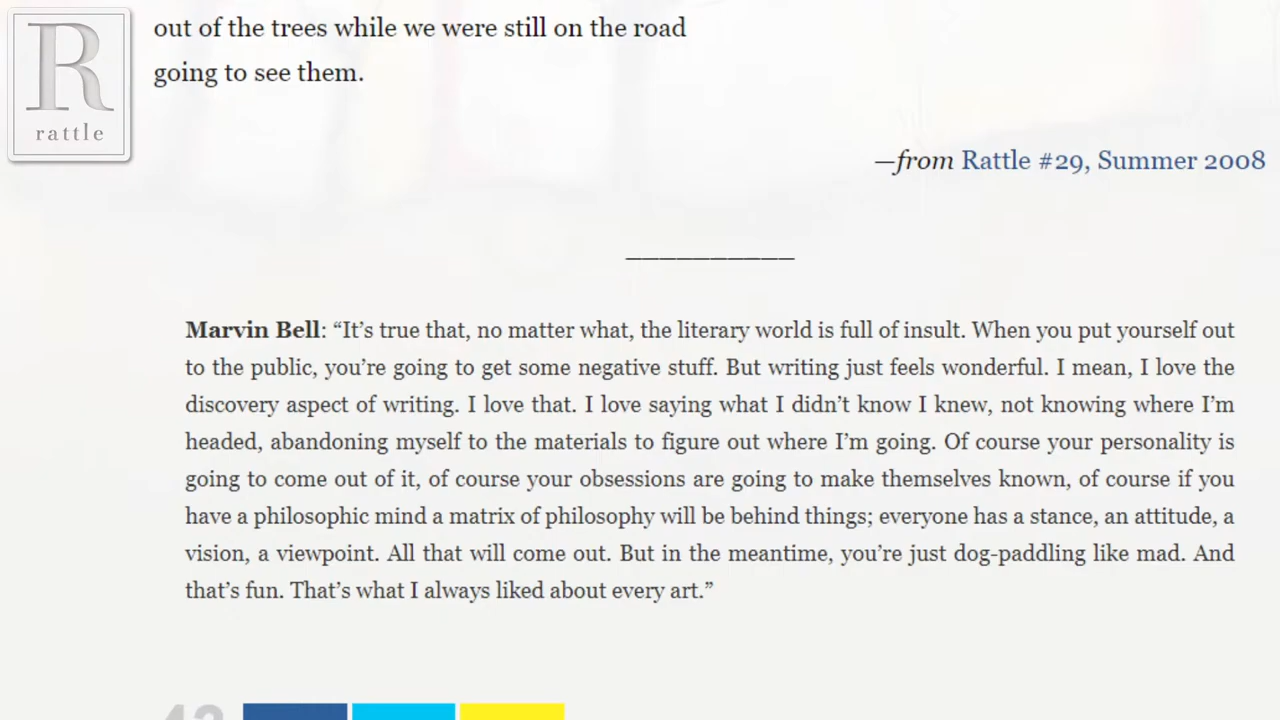 out of the trees while we were still on the road
going to see them.
R
rattle
—from Rattle #29, Summer 2008
__________
Marvin Bell: “It’s true that, no matter what, the literary world is full of insult. When you put yourself out
to the public, you’re going to get some negative stuff. But writing just feels wonderful. I mean, I love the
discovery aspect of writing. I love that. I love saying what I didn’t know I knew, not knowing where I’m
headed, abandoning myself to the materials to figure out where I’m going. Of course your personality is
going to come out of it, of course your obsessions are going to make themselves known, of course if you
have a philosophic mind a matrix of philosophy will be behind things; everyone has a stance, an attitude, a
vision, a viewpoint. All that will come out. But in the meantime, you’re just dog-paddling like mad. And
that’s fun. That’s what I always liked about every art.”